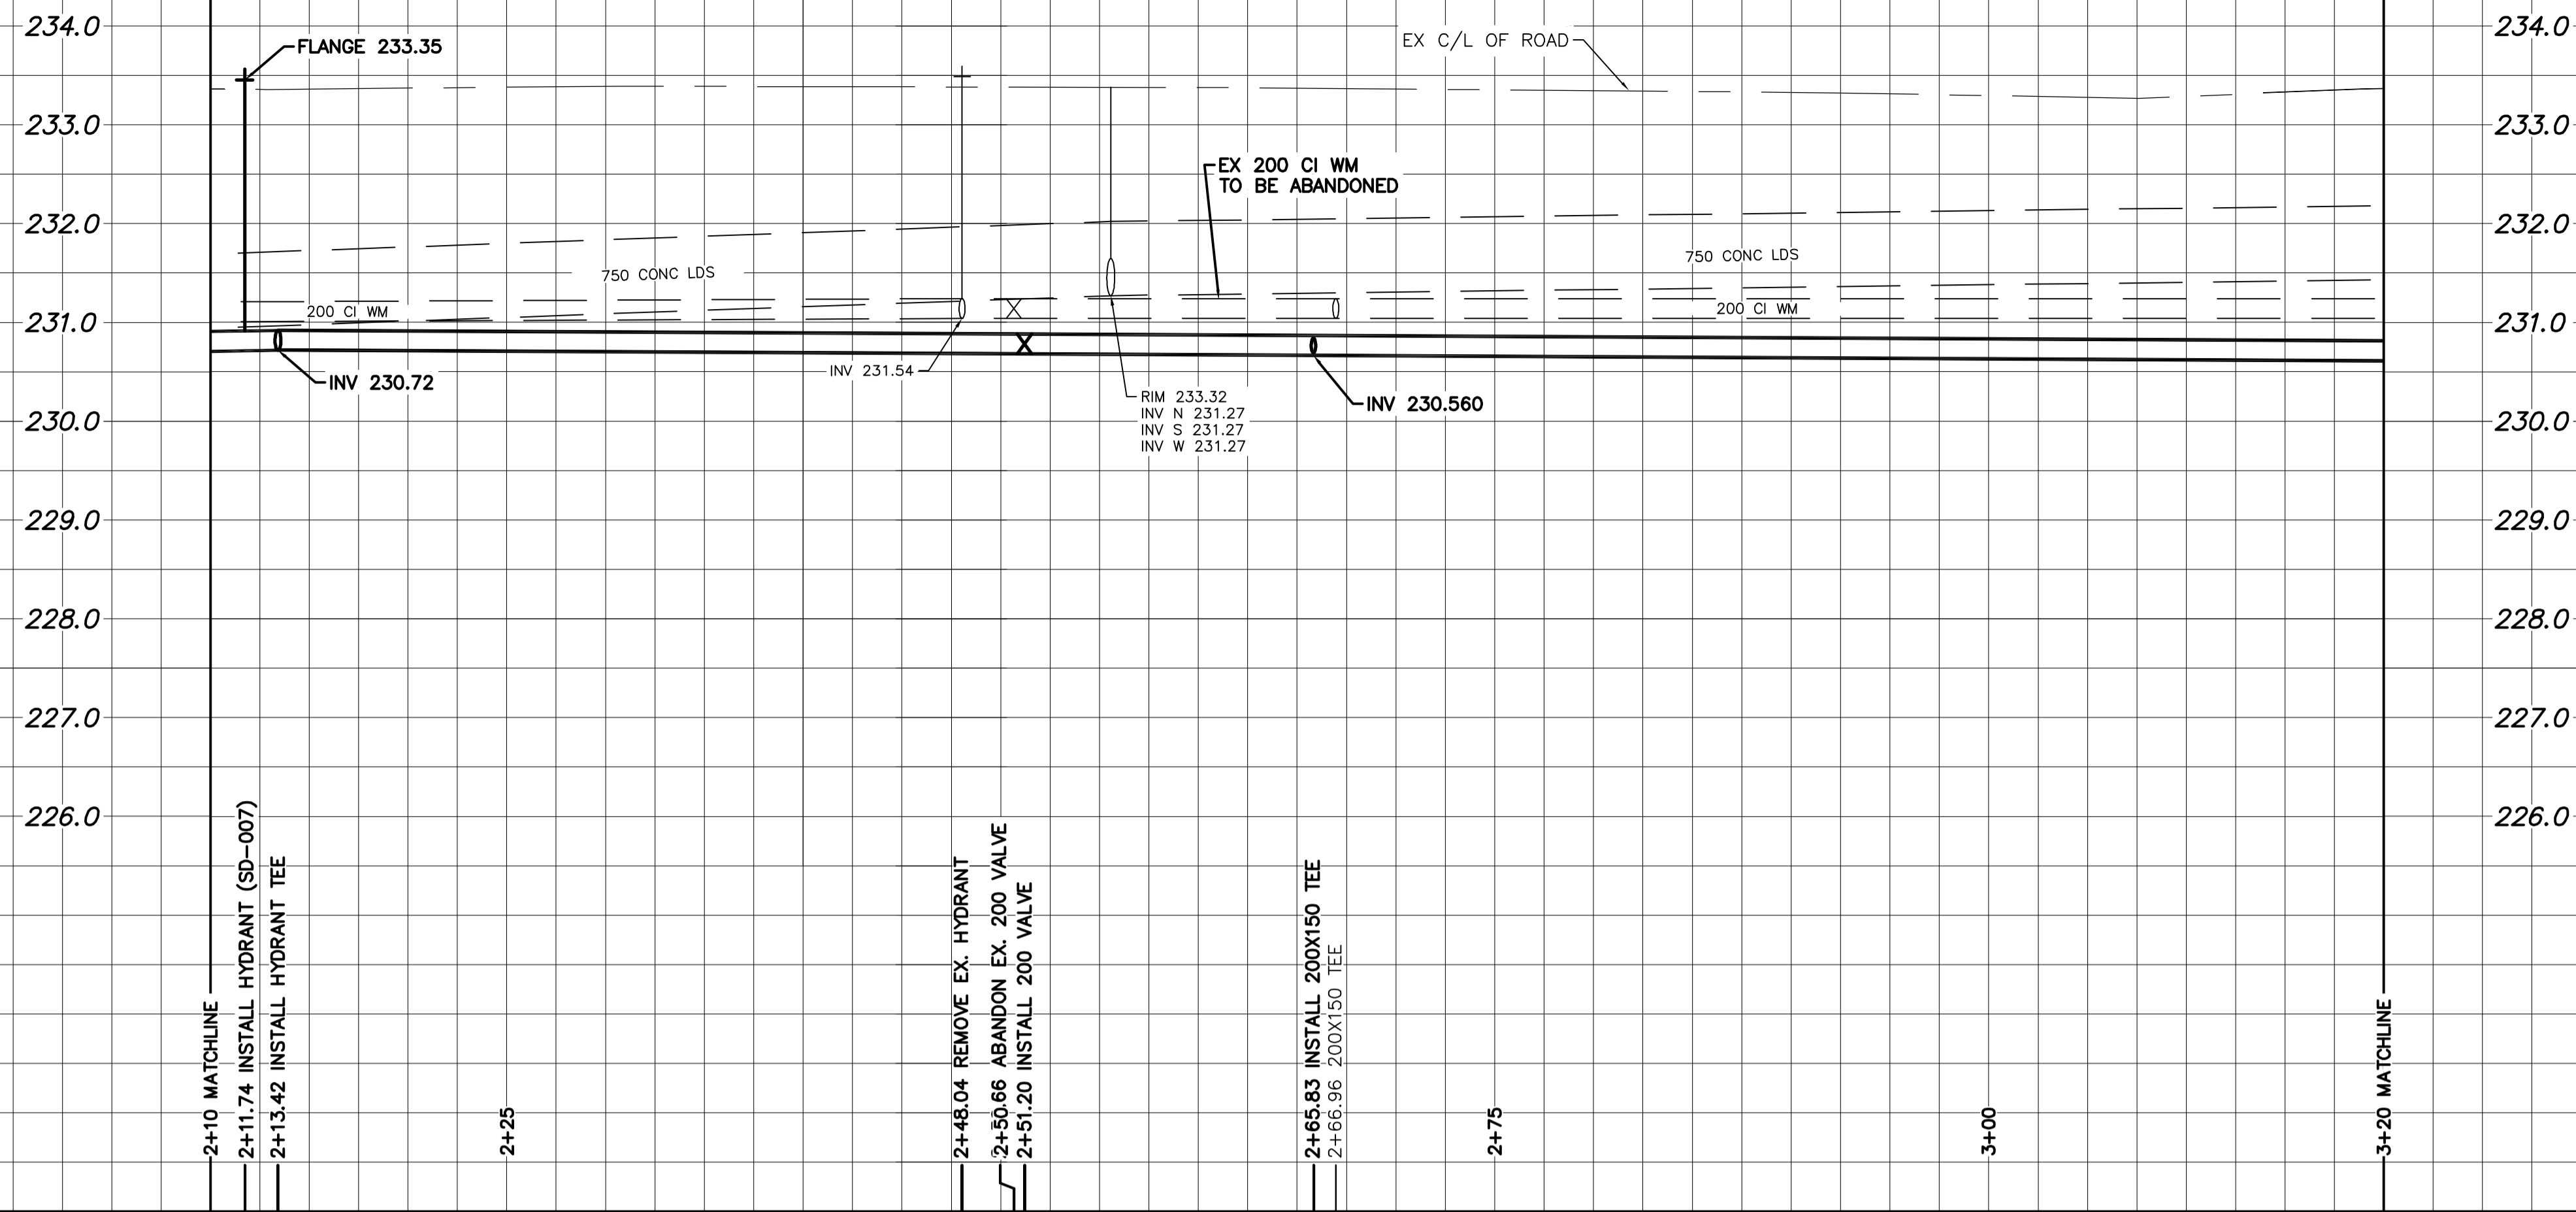 234.0
234.0
FLANGE 233.35
EX C/L OF ROAD
233.0
233.0
EX 200 CI WM
TO BE ABANDONED
232.0
232.0
750 CONC LDS
750 CONC LDS
200 CI WM
200 CI WM
231.0
231.0
INV 230.72
INV 231.54
RIM 233.32
INV N 231.27
INV S 231.27
INV W 231.27
INV 230.560
230.0
230.0
229.0
229.0
228.0
228.0
227.0
227.0
226.0
226.0
2+10 MATCHLINE
2+11.74 INSTALL HYDRANT (SD-007)
2+13.42 INSTALL HYDRANT TEE
2+25
2+48.04 REMOVE EX. HYDRANT
2+50.66 ABANDON EX. 200 VALVE
2+51.20 INSTALL 200 VALVE
2+65.83 INSTALL 200X150 TEE
2+66.96 200X150 TEE
2+75
3+00
3+20 MATCHLINE